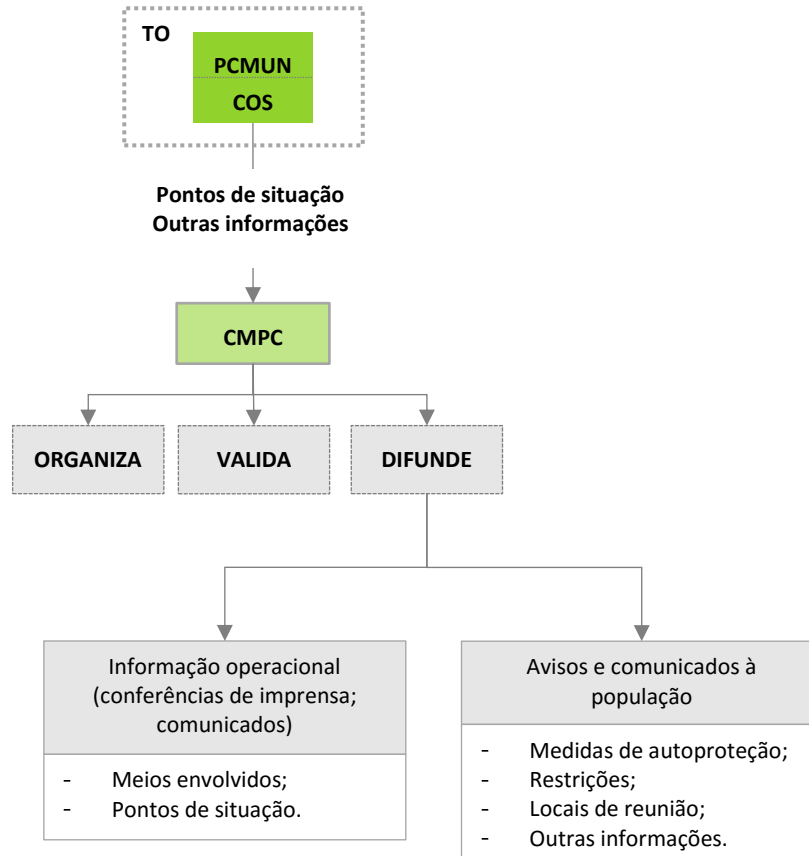 TO
PCMUN
COS
Pontos de situação
Outras informações
CMPC
ORGANIZA
VALIDA
DIFUNDE
Informação operacional
(conferências de imprensa;
comunicados)
- Meios envolvidos;
- Pontos de situação.
Avisos e comunicados à
população
- Medidas de autoproteção;
- Restrições;
- Locais de reunião;
- Outras informações.